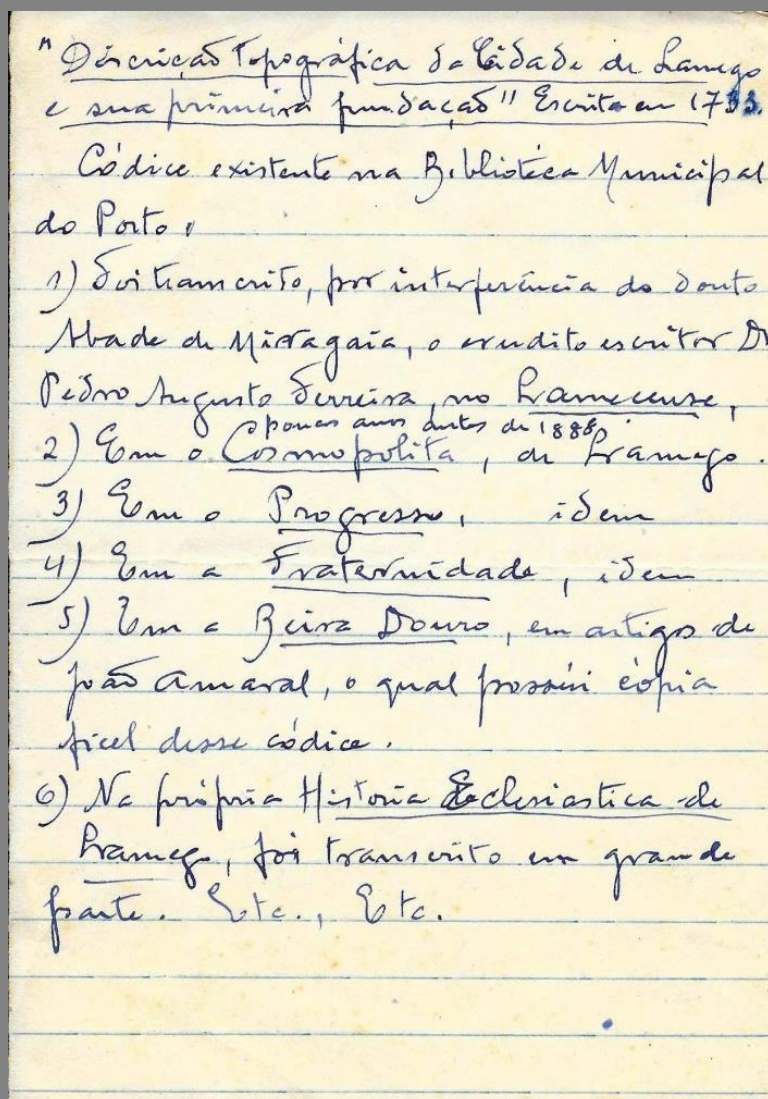 "Discrição Topográfica da Cidade de Lamego
e sua primeira fundação" Escrita em 1733.
Códice existente na Biblioteca Municipal
do Porto.
1) Foi transcrito, por interferência do douto
Abade de Miragaia, o erudito escritor Dr
Pedro Augusto Ferreira, no Lamecense,
poucos anos antes de 1888.
2) Em o Cosmopolita, de Lamego.
3) Em o Progresso, idem
4) Em a Fraternidade, idem
5) Em a Beira Douro, em artigos de
João Amaral, o qual possúi cópia
fiel desse códice.
6) Na própria Historia Eclesiastica de
Lamego, foi transcrito em grande
parte. Etc., Etc.